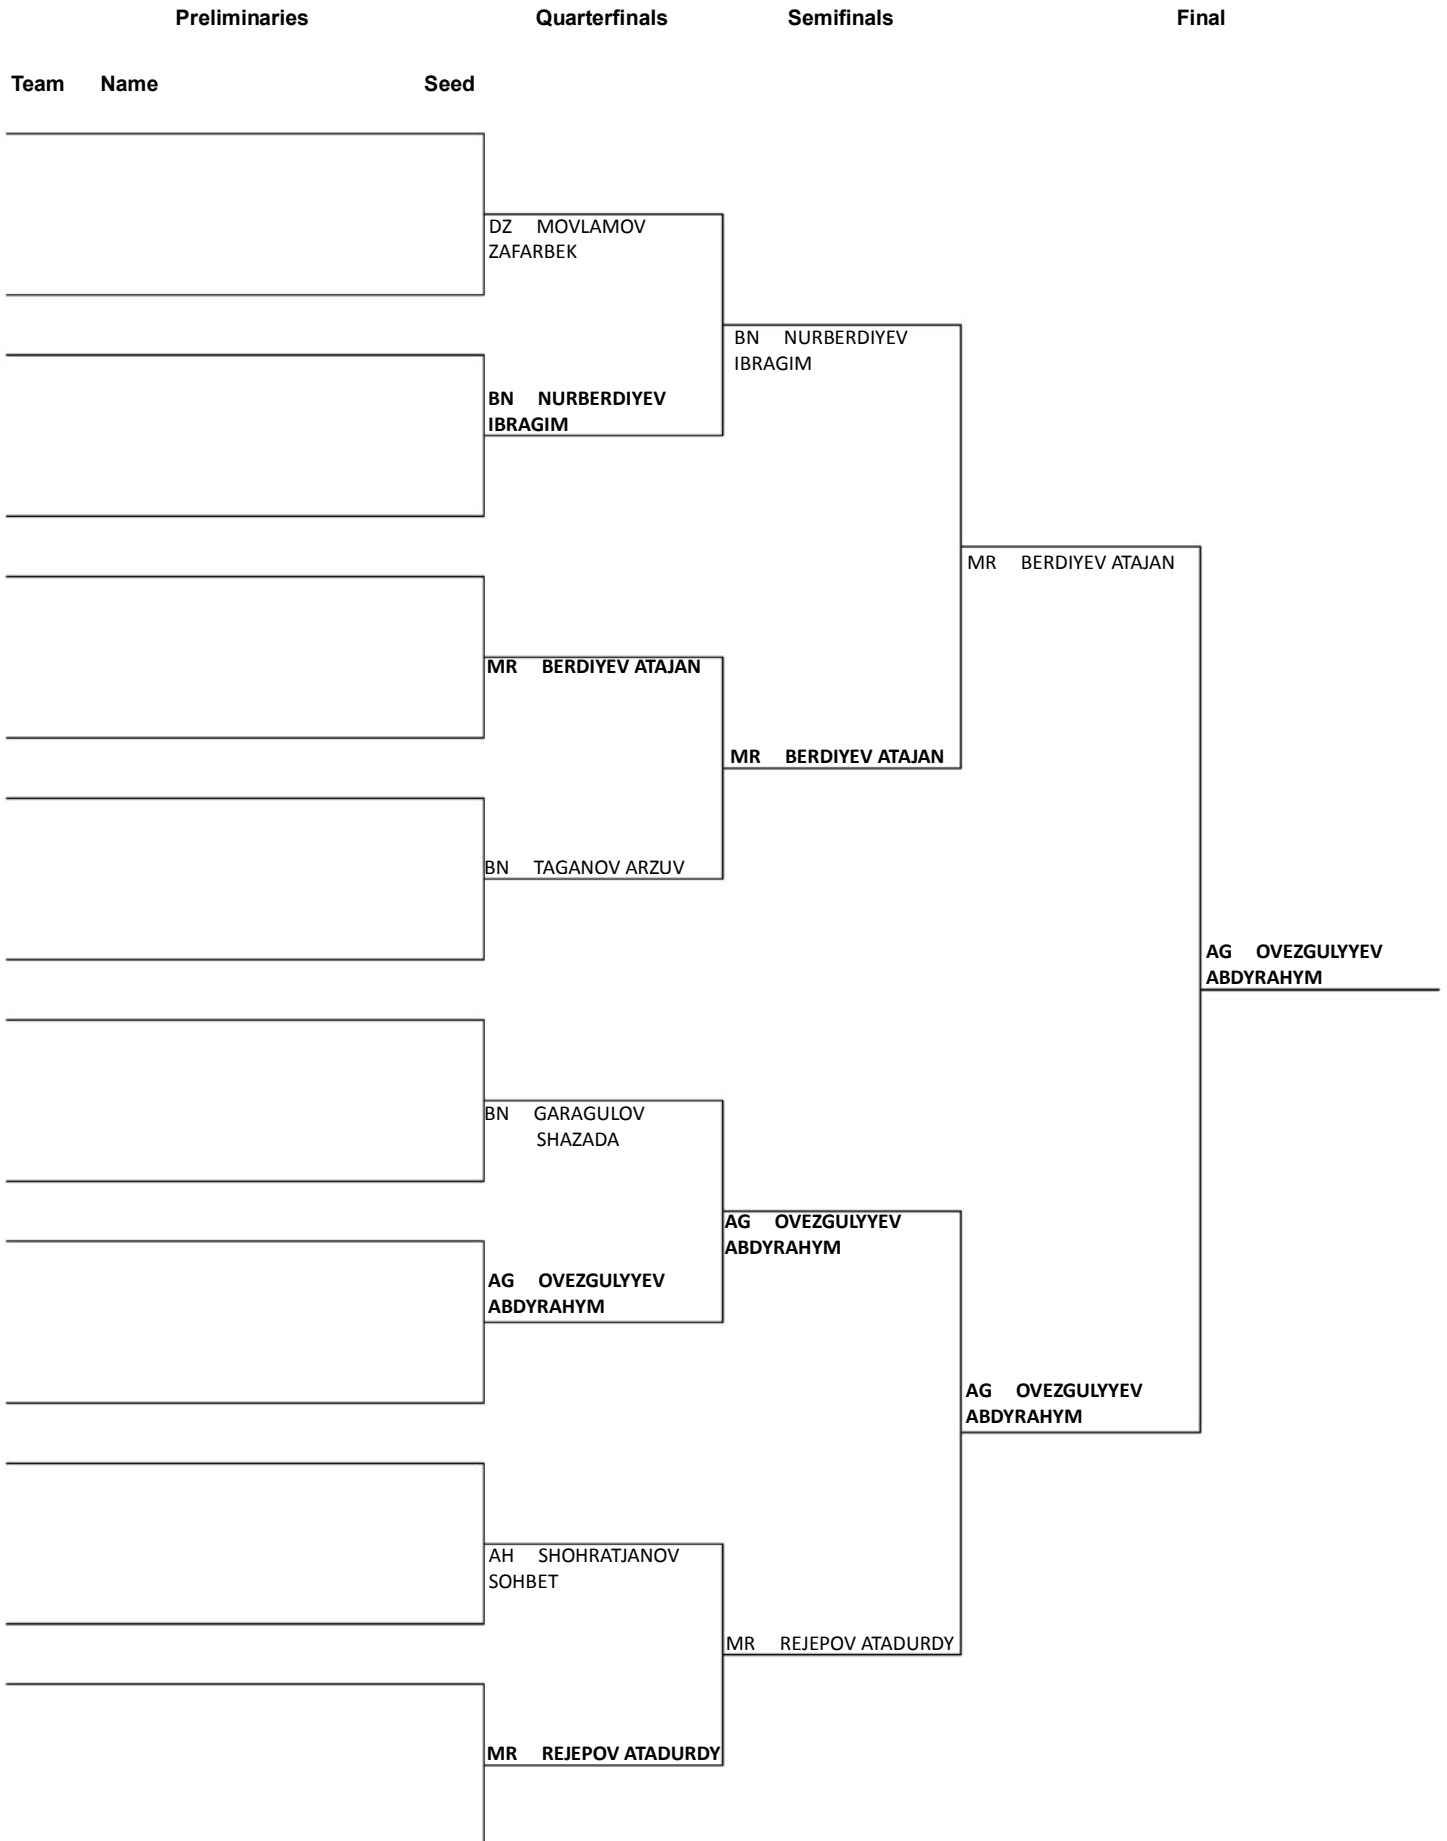 Preliminaries Quarterfinals Semifinals Final
Team Name Seed
DZ MOVLAMOV
ZAFARBEK
BN NURBERDIYEV
IBRAGIM
BN NURBERDIYEV
IBRAGIM
MR BERDIYEV ATAJAN
MR BERDIYEV ATAJAN
MR BERDIYEV ATAJAN
BN TAGANOV ARZUV
AG OVEZGULYYEV
ABDYRAHYM
BN GARAGULOV
SHAZADA
AG OVEZGULYYEV
ABDYRAHYM
AG OVEZGULYYEV
ABDYRAHYM
AG OVEZGULYYEV
ABDYRAHYM
AH SHOHRATJANOV
SOHBET
MR REJEPOV ATADURDY
MR REJEPOV ATADURDY